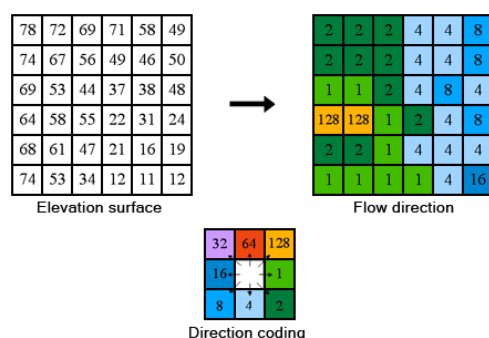 78 72 69 71 58 49 2 2 2 4 4 8
74 67 56 49 46 50 2 2 2 4 4 8
69 53 44 37 38 48 1 1 2 4 8 4
64 58 55 22 31 24 128 128 1 2 4 8
68 61 47 21 16 19 2 2 1 4 4 4
74 53 34 12 11 12 1 1 1 1 4 16
Elevation surface Flow direction
32 64 128
16 1
8 4 2
Direction coding